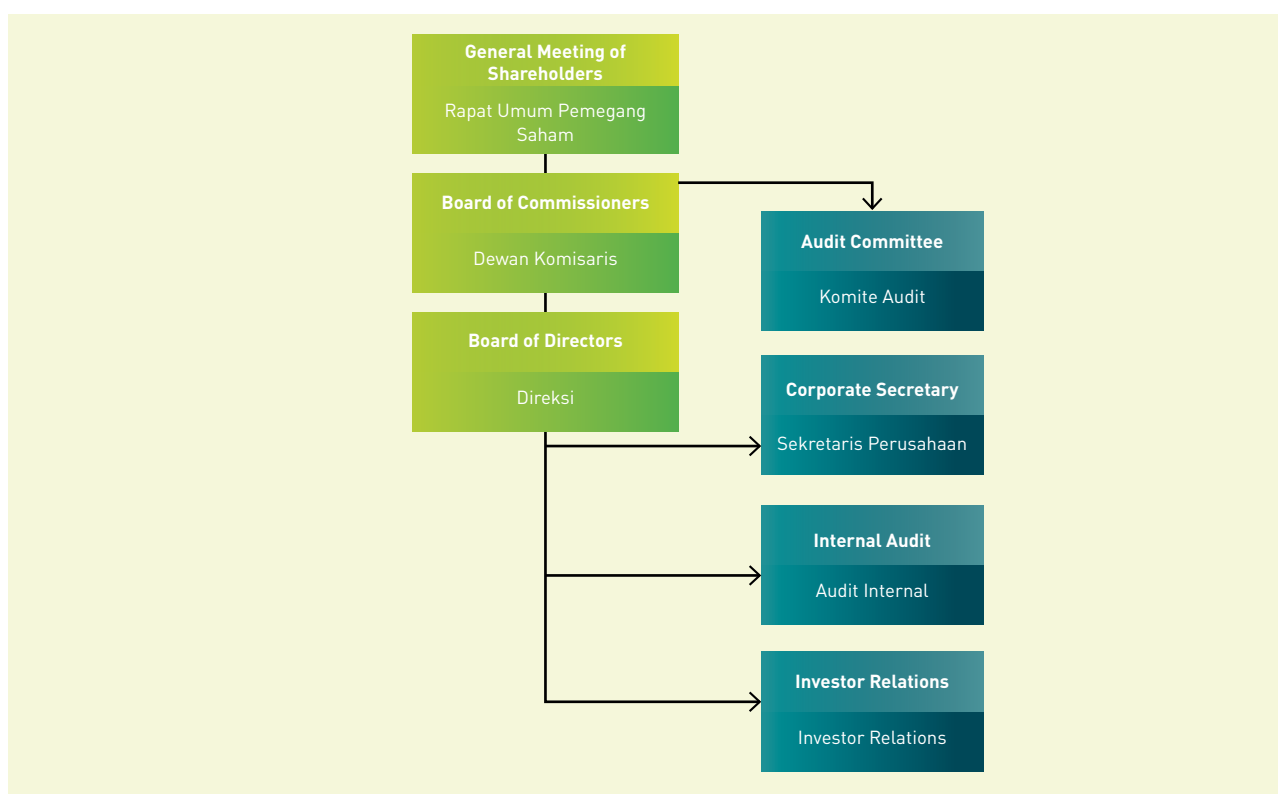 General Meeting of
Shareholders
Rapat Umum Pemegang
Saham
Board of Commissioners
Dewan Komisaris
Audit Committee
Komite Audit
Board of Directors
Direksi
Corporate Secretary
Sekretaris Perusahaan
Internal Audit
Audit Internal
Investor Relations
Investor Relations